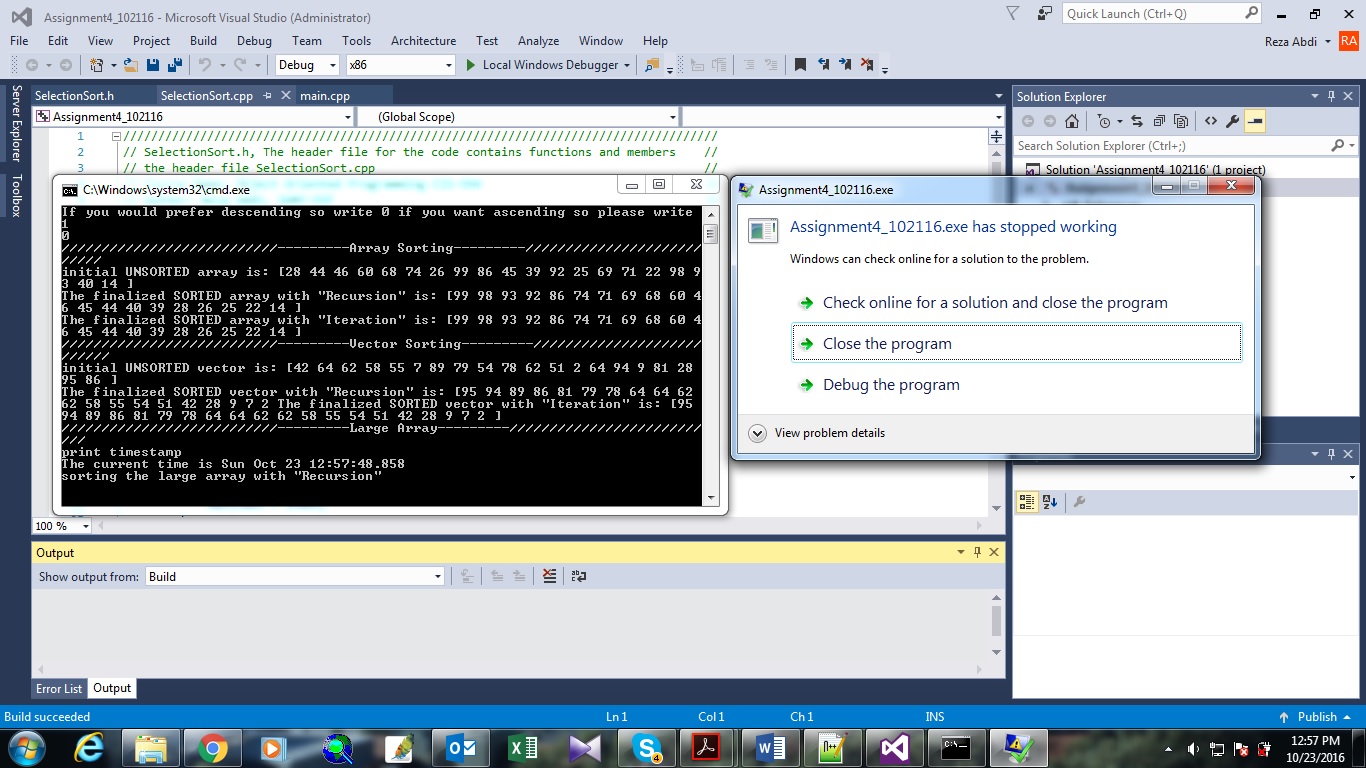 Assignment4_102116 - Microsoft Visual Studio (Administrator)
Quick Launch (Ctrl+Q)
File Edit View Project Build Debug Team Tools Architecture Test Analyze Window Help
Reza Abdi
RA
Debug x86 Local Windows Debugger
Server Explorer
Toolbox
SelectionSort.h SelectionSort.cpp main.cpp
Assignment4_102116 (Global Scope)
1 ////////////////////////////////////////////////////////////////////////////////////
2 // SelectionSort.h, The header file for the code contains functions and members //
3 // the header file SelectionSort.cpp //
C:\Windows\system32\cmd.exe
If you would prefer descending so write 0 if you want ascending so please write
1
0
///////////////////////////----------Array Sorting----------//////////////////////
/////
initial UNSORTED array is: [28 44 46 60 68 74 26 99 86 45 39 92 25 69 71 22 98 9
3 40 14 ]
The finalized SORTED array with "Recursion" is: [99 98 93 92 86 74 71 69 68 60 4
6 45 44 40 39 28 26 25 22 14 ]
The finalized SORTED array with "Iteration" is: [99 98 93 92 86 74 71 69 68 60 4
6 45 44 40 39 28 26 25 22 14 ]
///////////////////////////----------Vector Sorting----------/////////////////////
//////
initial UNSORTED vector is: [42 64 62 58 55 7 89 79 54 78 62 51 2 64 94 9 81 28
95 86 ]
The finalized SORTED vector with "Recursion" is: [95 94 89 86 81 79 78 64 64 62
62 58 55 54 51 42 28 9 7 2 The finalized SORTED vector with "Iteration" is: [95
94 89 86 81 79 78 64 64 62 62 58 55 54 51 42 28 9 7 2 ]
///////////////////////////----------Large Array----------////////////////////////
///
print timestamp
The current time is Sun Oct 23 12:57:48.858
sorting the large array with "Recursion"
Assignment4_102116.exe
Assignment4_102116.exe has stopped working
Windows can check online for a solution to the problem.
Check online for a solution and close the program
Close the program
Debug the program
View problem details
Solution Explorer
Search Solution Explorer (Ctrl+;)
Solution 'Assignment4_102116' (1 project)
100 %
Output
Show output from: Build
Error List Output
Build succeeded Ln 1 Col 1 Ch 1 INS Publish
4
12:57 PM
10/23/2016